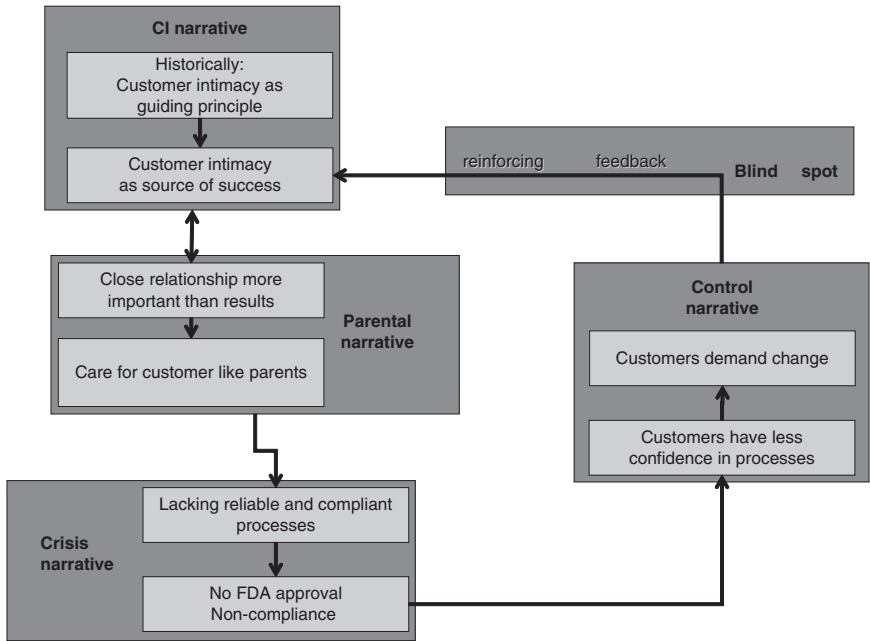 CI narrative
Historically:
Customer intimacy as
guiding principle
Customer intimacy
as source of success
reinforcing feedback
Blind spot
Close relationship more
important than results
Parental
narrative
Care for customer like parents
Control
narrative
Customers demand change
Customers have less
confidence in processes
Lacking reliable and compliant
processes
Crisis
narrative
No FDA approval
Non-compliance